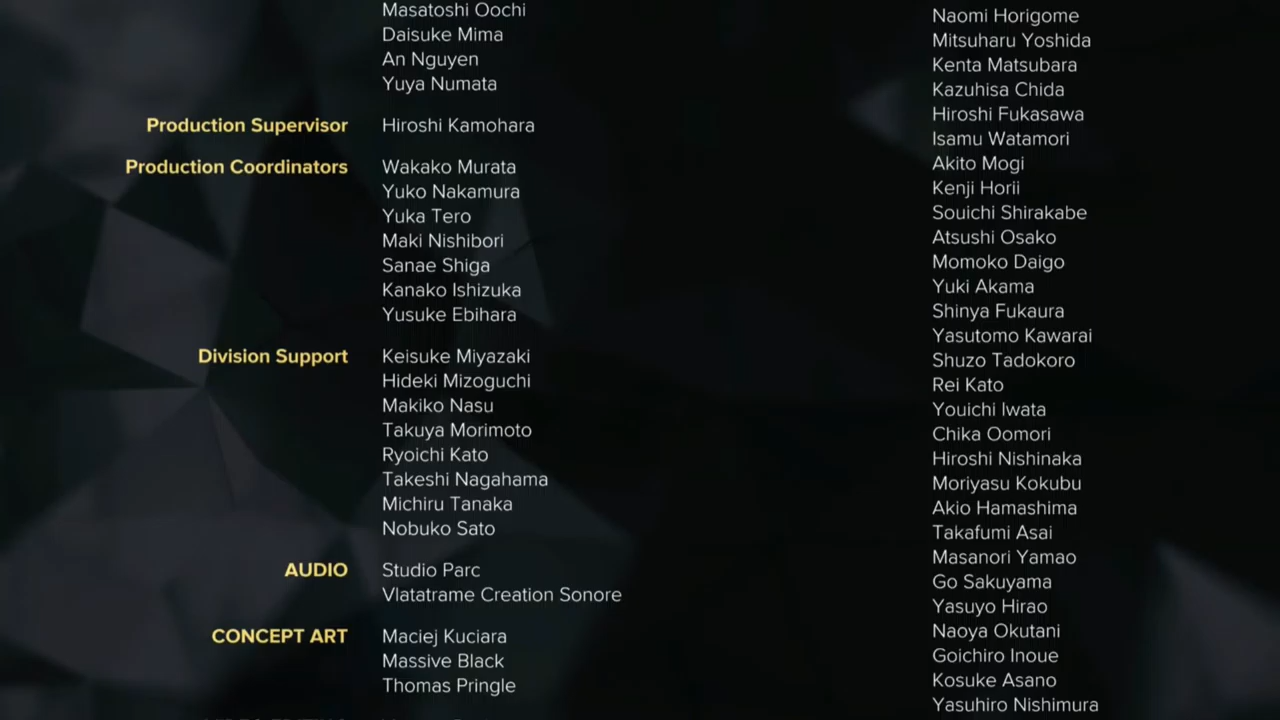 Masatoshi Oochi
Daisuke Mima
An Nguyen
Yuya Numata
Production Supervisor Hiroshi Kamohara
Production Coordinators Wakako Murata
Yuko Nakamura
Yuka Tero
Maki Nishibori
Sanae Shiga
Kanako Ishizuka
Yusuke Ebihara
Division Support Keisuke Miyazaki
Hideki Mizoguchi
Makiko Nasu
Takuya Morimoto
Ryoichi Kato
Takeshi Nagahama
Michiru Tanaka
Nobuko Sato
AUDIO Studio Parc
Vlatatrame Creation Sonore
CONCEPT ART Maciej Kuciara
Massive Black
Thomas Pringle
Naomi Horigome
Mitsuharu Yoshida
Kenta Matsubara
Kazuhisa Chida
Hiroshi Fukasawa
Isamu Watamori
Akito Mogi
Kenji Horii
Souichi Shirakabe
Atsushi Osako
Momoko Daigo
Yuki Akama
Shinya Fukaura
Yasutomo Kawarai
Shuzo Tadokoro
Rei Kato
Youichi Iwata
Chika Oomori
Hiroshi Nishinaka
Moriyasu Kokubu
Akio Hamashima
Takafumi Asai
Masanori Yamao
Go Sakuyama
Yasuyo Hirao
Naoya Okutani
Goichiro Inoue
Kosuke Asano
Yasuhiro Nishimura